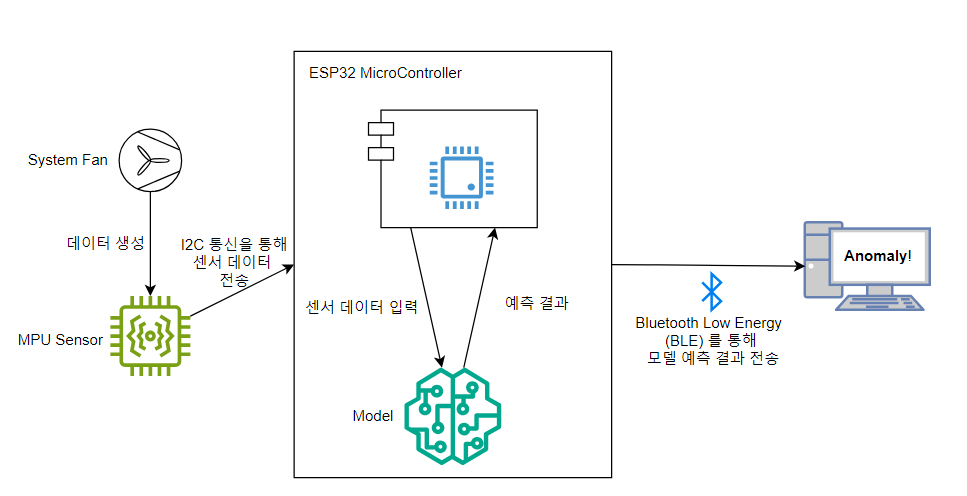 ESP32 MicroController
System Fan
데이터 생성
I2C 통신을 통해
센서 데이터
전송
MPU Sensor
센서 데이터 입력
예측 결과
Model
Anomaly!
Bluetooth Low Energy
(BLE) 를 통해
모델 예측 결과 전송